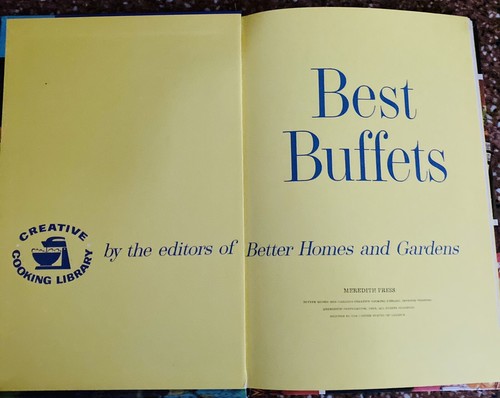 Best
Buffets
CREATIVE
COOKING LIBRARY
by the editors of Better Homes and Gardens
MEREDITH PRESS